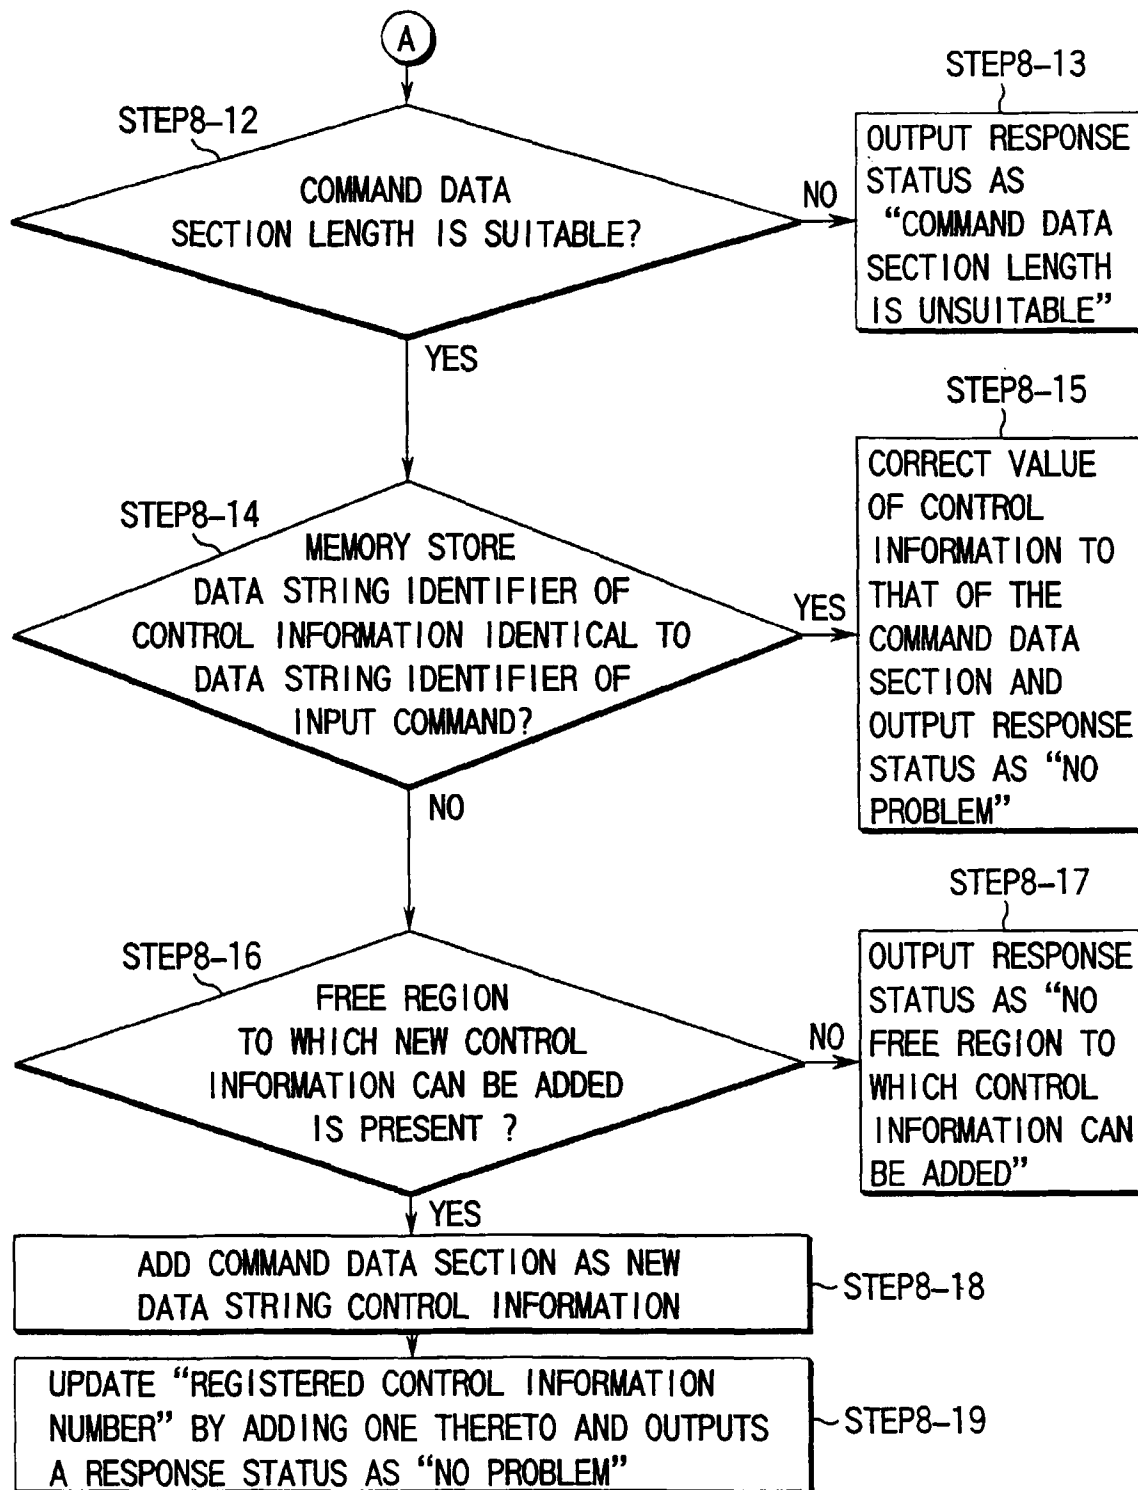 A
STEP8-12
COMMAND DATA
SECTION LENGTH IS SUITABLE?
NO
YES
STEP8-13
OUTPUT RESPONSE
STATUS AS
“COMMAND DATA
SECTION LENGTH
IS UNSUITABLE”
STEP8-14
MEMORY STORE
DATA STRING IDENTIFIER OF
CONTROL INFORMATION IDENTICAL TO
DATA STRING IDENTIFIER OF
INPUT COMMAND?
YES
NO
STEP8-15
CORRECT VALUE
OF CONTROL
INFORMATION TO
THAT OF THE
COMMAND DATA
SECTION AND
OUTPUT RESPONSE
STATUS AS “NO
PROBLEM”
STEP8-16
FREE REGION
TO WHICH NEW CONTROL
INFORMATION CAN BE ADDED
IS PRESENT ?
NO
YES
STEP8-17
OUTPUT RESPONSE
STATUS AS “NO
FREE REGION TO
WHICH CONTROL
INFORMATION CAN
BE ADDED”
ADD COMMAND DATA SECTION AS NEW
DATA STRING CONTROL INFORMATION
STEP8-18
UPDATE “REGISTERED CONTROL INFORMATION
NUMBER” BY ADDING ONE THERETO AND OUTPUTS
A RESPONSE STATUS AS “NO PROBLEM”
STEP8-19